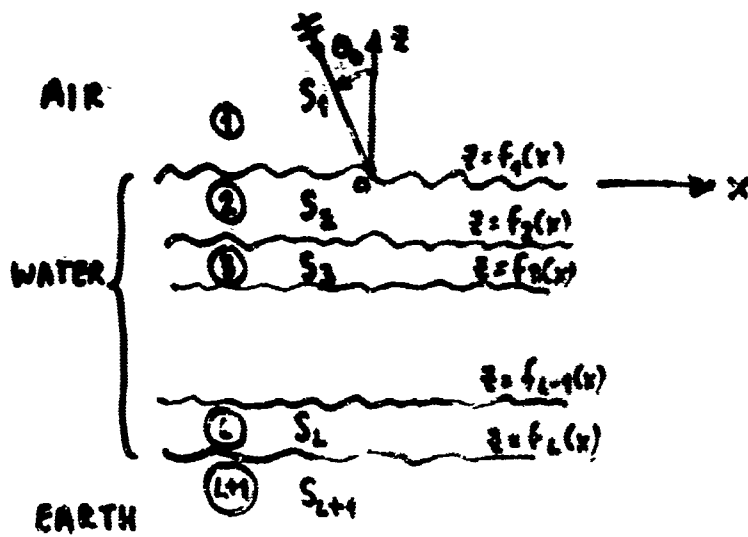 θ₀ z
AIR S₁
①
z=f₁(x)
0 x
② S₂ z=f₂(x)
WATER ③ S₃ z=f₃(x)
z=f_{L-1}(x)
Ⓛ S_L z=f_L(x)
L+1 S_{L+1}
EARTH